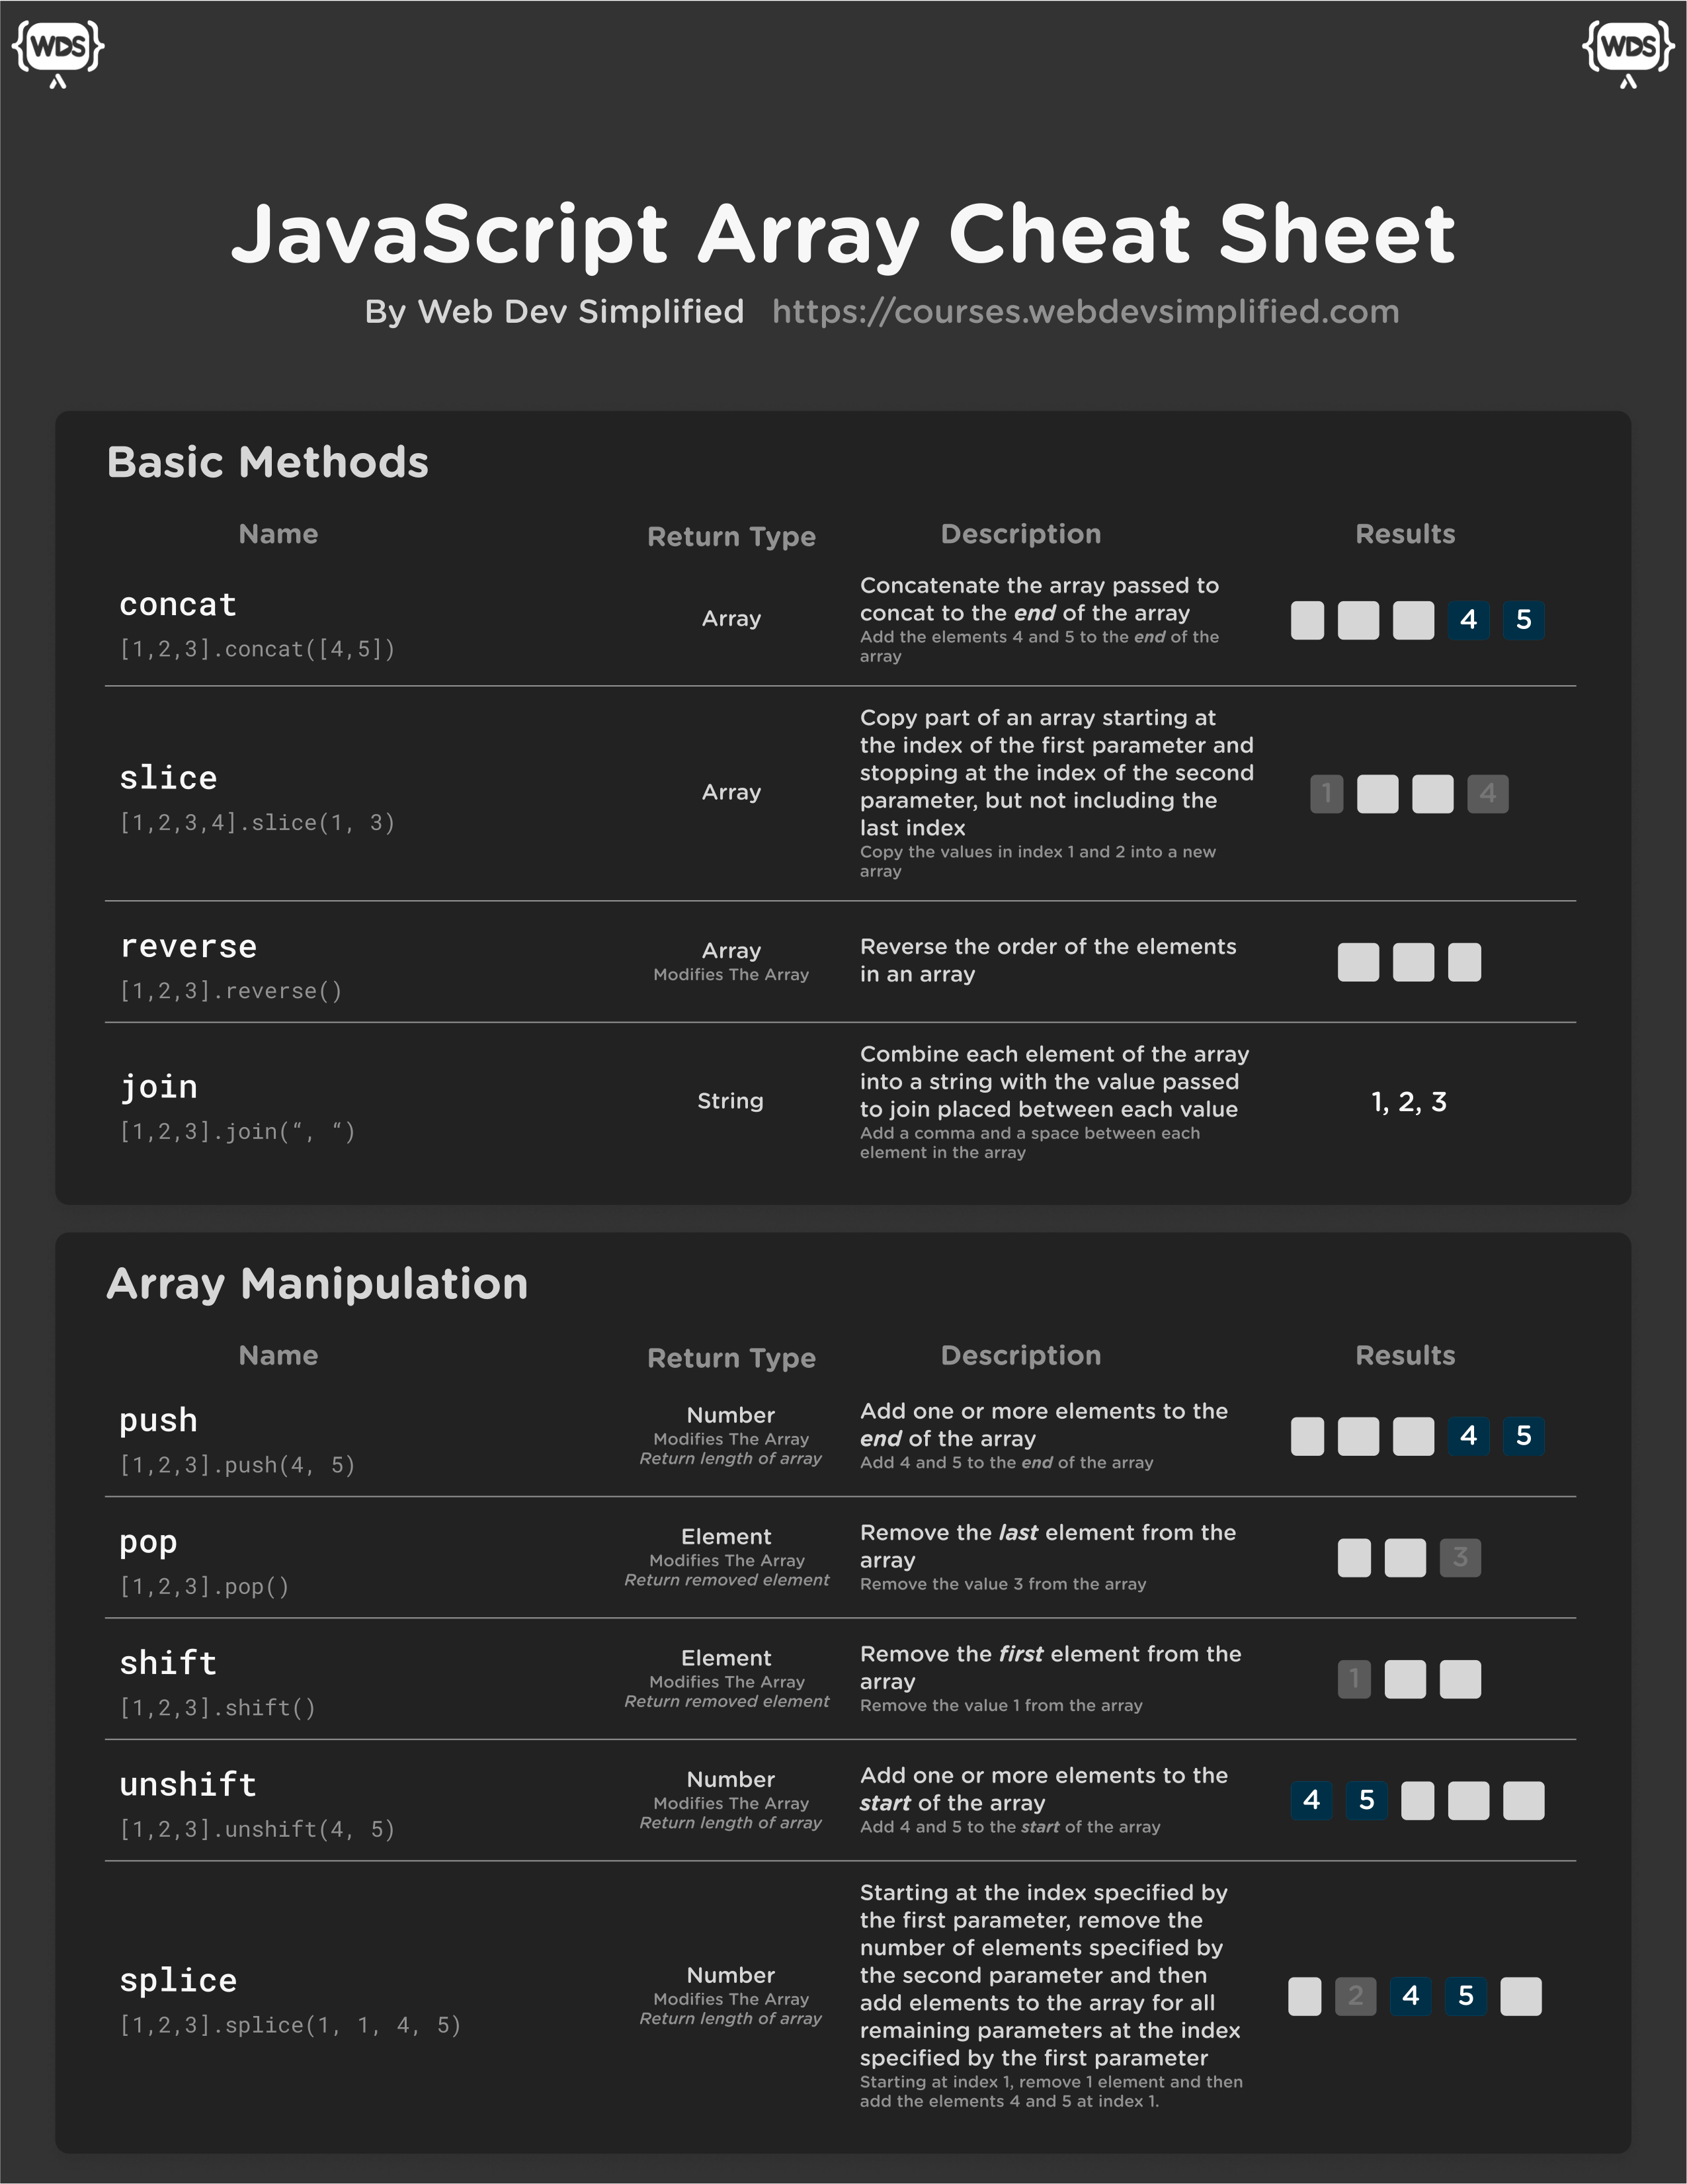 WDS
WDS
JavaScript Array Cheat Sheet
By Web Dev Simplified https://courses.webdevsimplified.com
Basic Methods
Name Return Type Description Results
concat
[1,2,3].concat([4,5])
Array
Concatenate the array passed to
concat to the end of the array
Add the elements 4 and 5 to the end of the
array
4 5
slice
[1,2,3,4].slice(1, 3)
Array
Copy part of an array starting at
the index of the first parameter and
stopping at the index of the second
parameter, but not including the
last index
Copy the values in index 1 and 2 into a new
array
1 4
reverse
[1,2,3].reverse()
Array
Modifies The Array
Reverse the order of the elements
in an array
join
[1,2,3].join(“, “)
String
Combine each element of the array
into a string with the value passed
to join placed between each value
Add a comma and a space between each
element in the array
1, 2, 3
Array Manipulation
Name Return Type Description Results
push
[1,2,3].push(4, 5)
Number
Modifies The Array
Return length of array
Add one or more elements to the
end of the array
Add 4 and 5 to the end of the array
4 5
pop
[1,2,3].pop()
Element
Modifies The Array
Return removed element
Remove the last element from the
array
Remove the value 3 from the array
3
shift
[1,2,3].shift()
Element
Modifies The Array
Return removed element
Remove the first element from the
array
Remove the value 1 from the array
1
unshift
[1,2,3].unshift(4, 5)
Number
Modifies The Array
Return length of array
Add one or more elements to the
start of the array
Add 4 and 5 to the start of the array
4 5
splice
[1,2,3].splice(1, 1, 4, 5)
Number
Modifies The Array
Return length of array
Starting at the index specified by
the first parameter, remove the
number of elements specified by
the second parameter and then
add elements to the array for all
remaining parameters at the index
specified by the first parameter
Starting at index 1, remove 1 element and then
add the elements 4 and 5 at index 1.
2 4 5